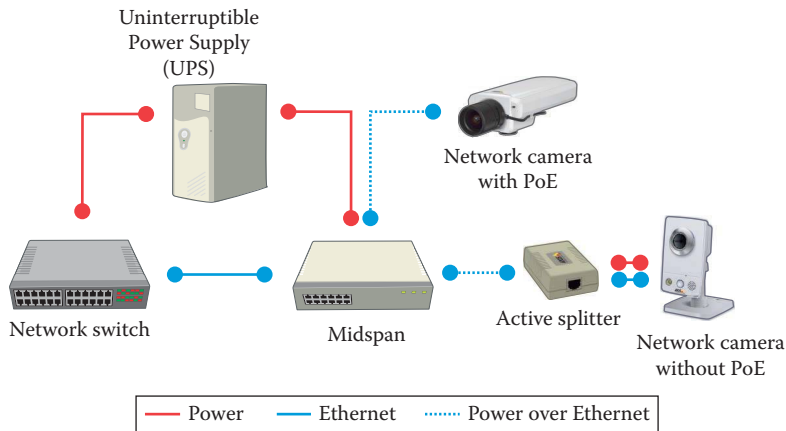 Uninterruptible
Power Supply
(UPS)
Network camera
with PoE
Network switch
Midspan
Active splitter
Network camera
without PoE
Power
Ethernet
Power over Ethernet